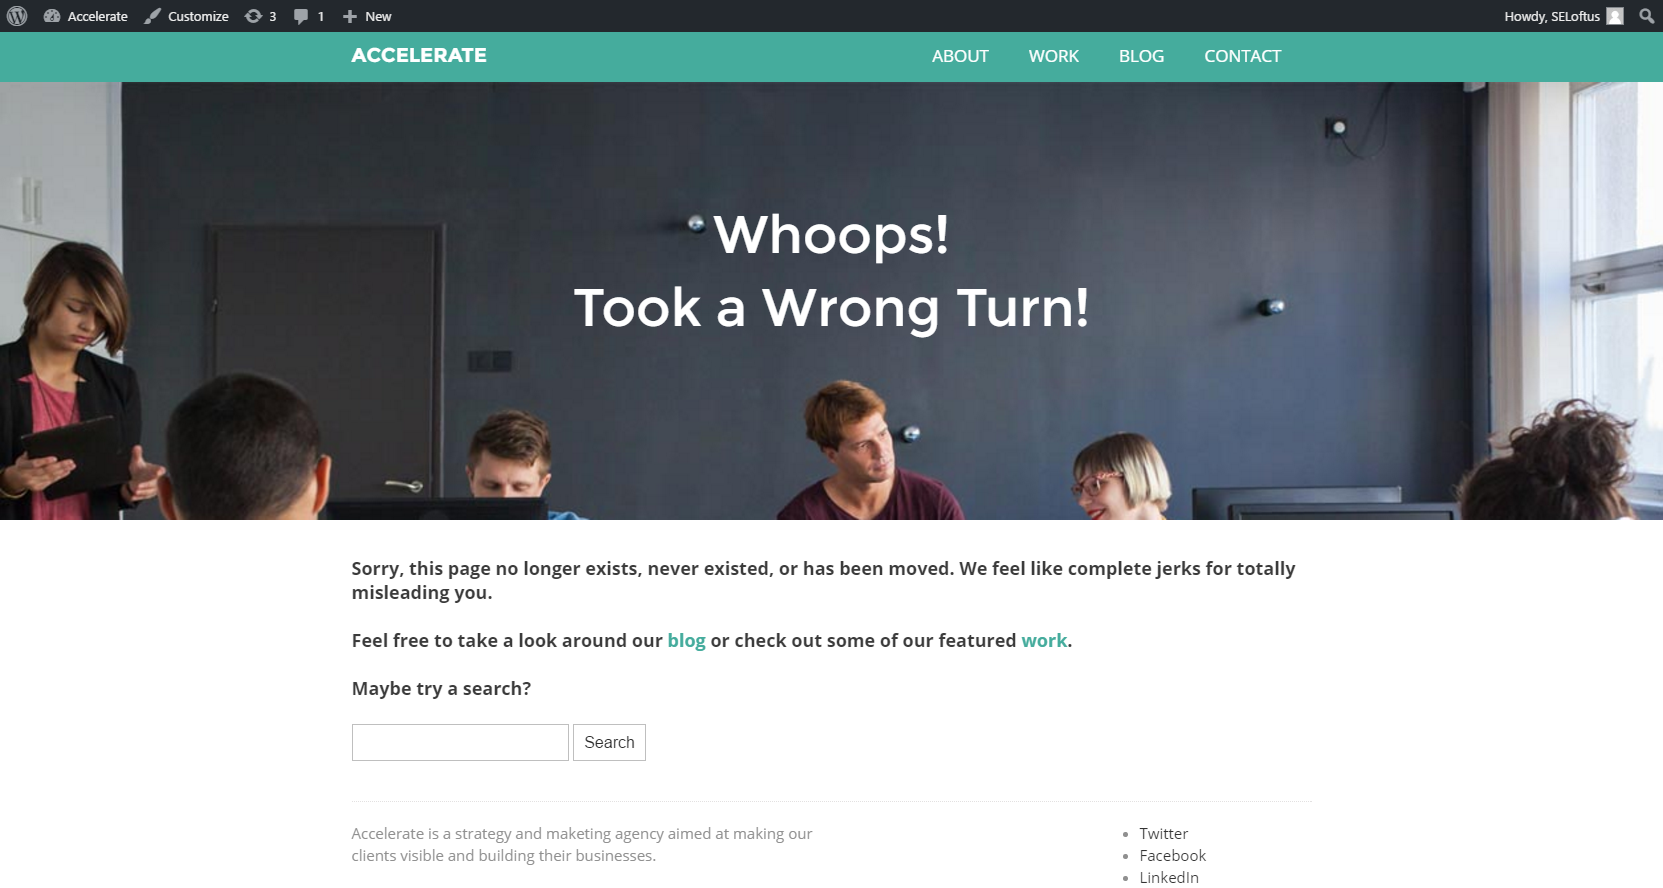 Accelerate Customize 3 1 New Howdy, SELoftus
ACCELERATE ABOUT WORK BLOG CONTACT
Whoops!
Took a Wrong Turn!
Sorry, this page no longer exists, never existed, or has been moved. We feel like complete jerks for totally
misleading you.
Feel free to take a look around our blog or check out some of our featured work.
Maybe try a search?
Search
Accelerate is a strategy and maketing agency aimed at making our
clients visible and building their businesses.
Twitter
Facebook
LinkedIn